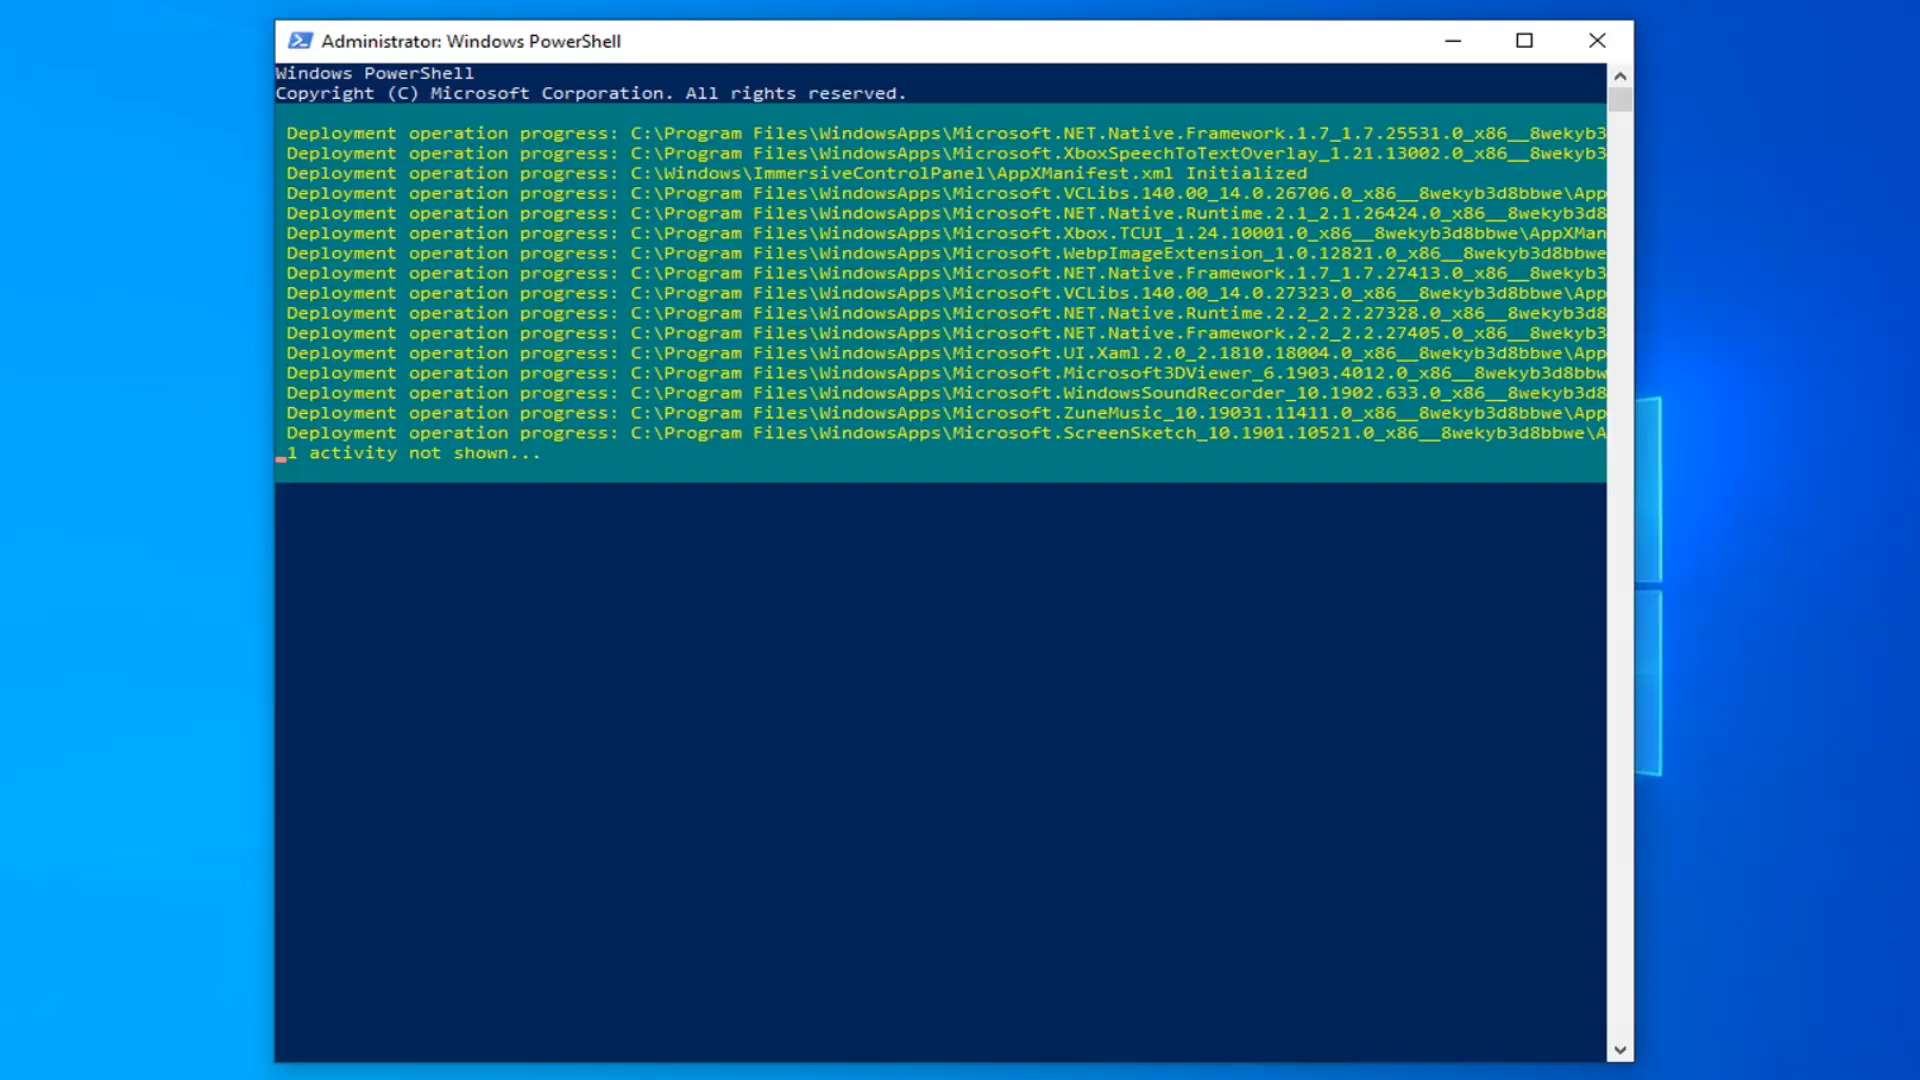 Administrator: Windows PowerShell
Windows PowerShell
Copyright (C) Microsoft Corporation. All rights reserved.
Deployment operation progress: C:\Program Files\WindowsApps\Microsoft.NET.Native.Framework.1.7_1.7.25531.0_x86__8wekyb3
Deployment operation progress: C:\Program Files\WindowsApps\Microsoft.XboxSpeechToTextOverlay_1.21.13002.0_x86__8wekyb3
Deployment operation progress: C:\Windows\ImmersiveControlPanel\AppXManifest.xml Initialized
Deployment operation progress: C:\Program Files\WindowsApps\Microsoft.VCLibs.140.00_14.0.26706.0_x86__8wekyb3d8bbwe\App
Deployment operation progress: C:\Program Files\WindowsApps\Microsoft.NET.Native.Runtime.2.1_2.1.26424.0_x86__8wekyb3d8
Deployment operation progress: C:\Program Files\WindowsApps\Microsoft.Xbox.TCUI_1.24.10001.0_x86__8wekyb3d8bbwe\AppXMan
Deployment operation progress: C:\Program Files\WindowsApps\Microsoft.WebpImageExtension_1.0.12821.0_x86__8wekyb3d8bbwe
Deployment operation progress: C:\Program Files\WindowsApps\Microsoft.NET.Native.Framework.1.7_1.7.27413.0_x86__8wekyb3
Deployment operation progress: C:\Program Files\WindowsApps\Microsoft.VCLibs.140.00_14.0.27323.0_x86__8wekyb3d8bbwe\App
Deployment operation progress: C:\Program Files\WindowsApps\Microsoft.NET.Native.Runtime.2.2_2.2.27328.0_x86__8wekyb3d8
Deployment operation progress: C:\Program Files\WindowsApps\Microsoft.NET.Native.Framework.2.2_2.2.27405.0_x86__8wekyb3
Deployment operation progress: C:\Program Files\WindowsApps\Microsoft.UI.Xaml.2.0_2.1810.18004.0_x86__8wekyb3d8bbwe\App
Deployment operation progress: C:\Program Files\WindowsApps\Microsoft.Microsoft3DViewer_6.1903.4012.0_x86__8wekyb3d8bbw
Deployment operation progress: C:\Program Files\WindowsApps\Microsoft.WindowsSoundRecorder_10.1902.633.0_x86__8wekyb3d8
Deployment operation progress: C:\Program Files\WindowsApps\Microsoft.ZuneMusic_10.19031.11411.0_x86__8wekyb3d8bbwe\App
Deployment operation progress: C:\Program Files\WindowsApps\Microsoft.ScreenSketch_10.1901.10521.0_x86__8wekyb3d8bbwe\A
1 activity not shown...